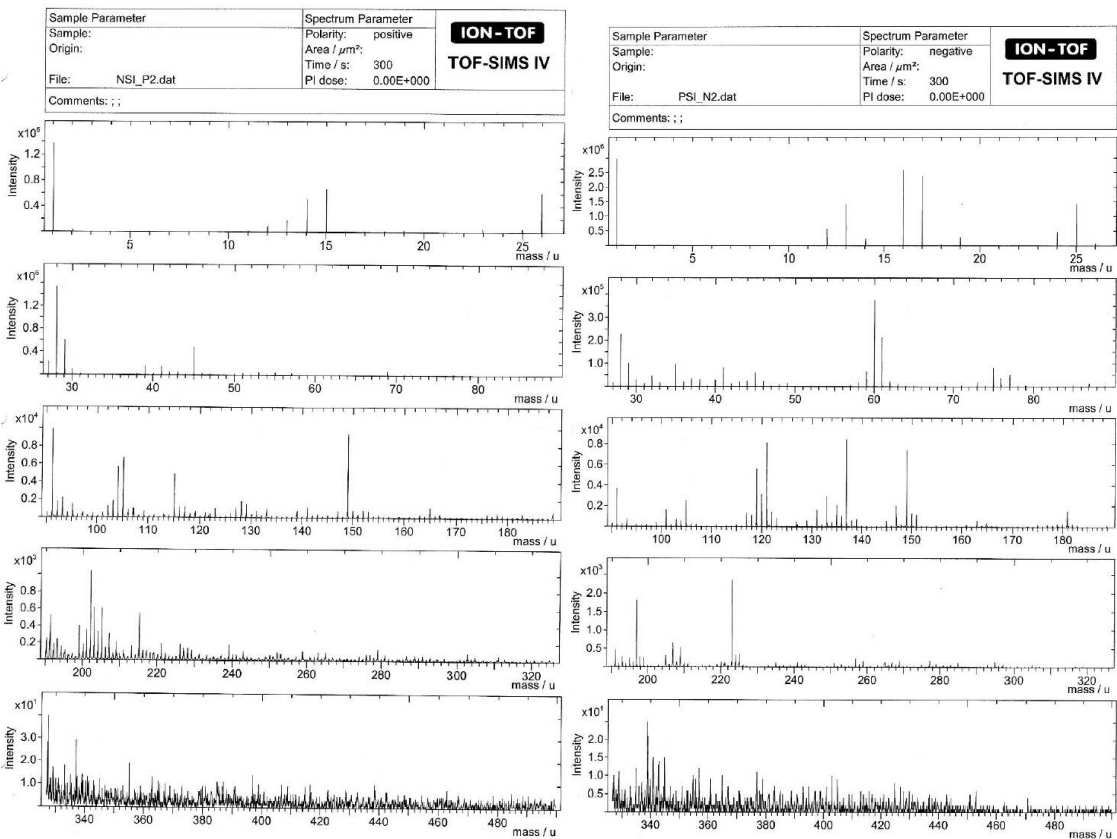 Sample Parameter
Sample:
Origin:
File: NSI_P2.dat
Spectrum Parameter
Polarity: positive
Area / µm²:
Time / s: 300
PI dose: 0.00E+000
ION-TOF
TOF-SIMS IV
Comments: ; ;
x10⁶
1.2
0.8
0.4
Intensity
5 10 15 20 25
mass / u
x10⁶
1.2
0.8
0.4
Intensity
30 40 50 60 70 80
mass / u
x10⁴
0.8
0.6
0.4
0.2
Intensity
100 110 120 130 140 150 160 170 180
mass / u
x10³
0.8
0.6
0.4
0.2
Intensity
200 220 240 260 280 300 320
mass / u
x10¹
3.0
2.0
1.0
Intensity
340 360 380 400 420 440 460 480
mass / u
Sample Parameter
Sample:
Origin:
File: PSI_N2.dat
Spectrum Parameter
Polarity: negative
Area / µm²:
Time / s: 300
PI dose: 0.00E+000
ION-TOF
TOF-SIMS IV
Comments: ; ;
x10⁶
2.5
2.0
1.5
1.0
0.5
Intensity
5 10 15 20 25
mass / u
x10⁵
3.0
2.0
1.0
Intensity
30 40 50 60 70 80
mass / u
x10⁴
0.8
0.6
0.4
0.2
Intensity
100 110 120 130 140 150 160 170 180
mass / u
x10³
2.0
1.5
1.0
0.5
Intensity
200 220 240 260 280 300 320
mass / u
x10¹
2.0
1.5
1.0
0.5
Intensity
340 360 380 400 420 440 460 480
mass / u